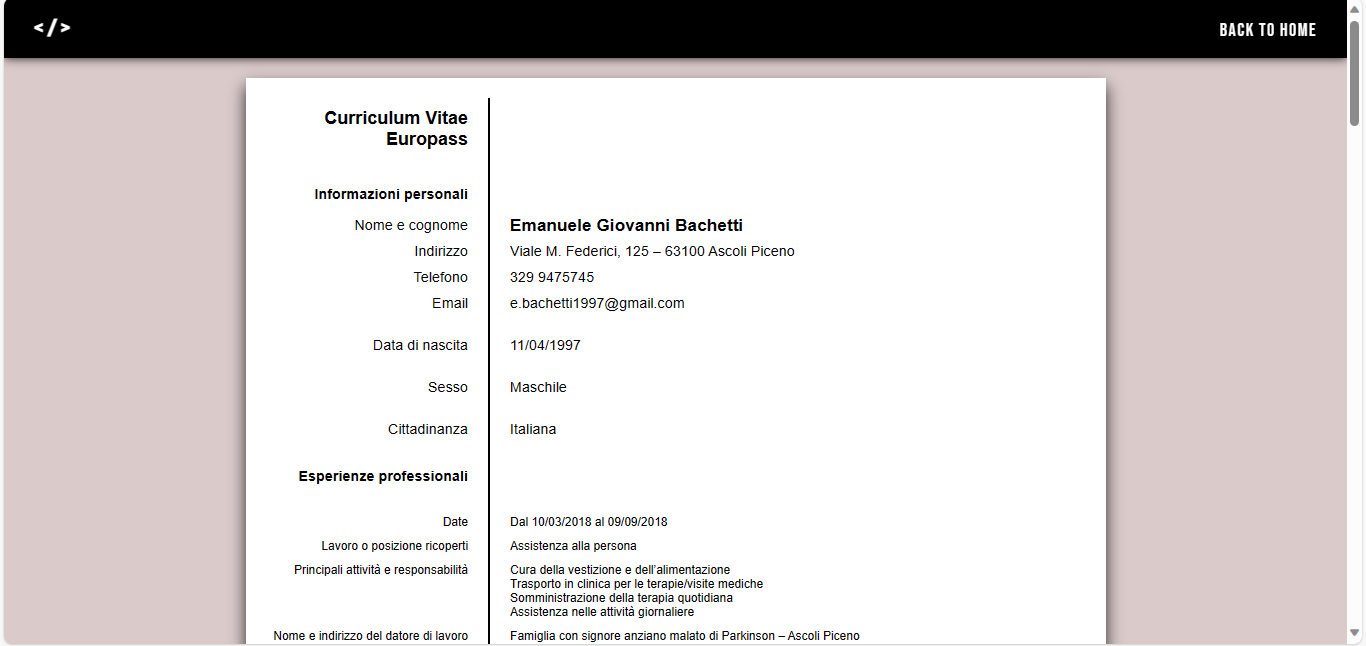 </>
BACK TO HOME
Curriculum Vitae
Europass
Informazioni personali
Nome e cognome Emanuele Giovanni Bachetti
Indirizzo Viale M. Federici, 125 – 63100 Ascoli Piceno
Telefono 329 9475745
Email e.bachetti1997@gmail.com
Data di nascita 11/04/1997
Sesso Maschile
Cittadinanza Italiana
Esperienze professionali
Date Dal 10/03/2018 al 09/09/2018
Lavoro o posizione ricoperti Assistenza alla persona
Principali attività e responsabilità Cura della vestizione e dell'alimentazione
Trasporto in clinica per le terapie/visite mediche
Somministrazione della terapia quotidiana
Assistenza nelle attività giornaliere
Nome e indirizzo del datore di lavoro Famiglia con signore anziano malato di Parkinson – Ascoli Piceno